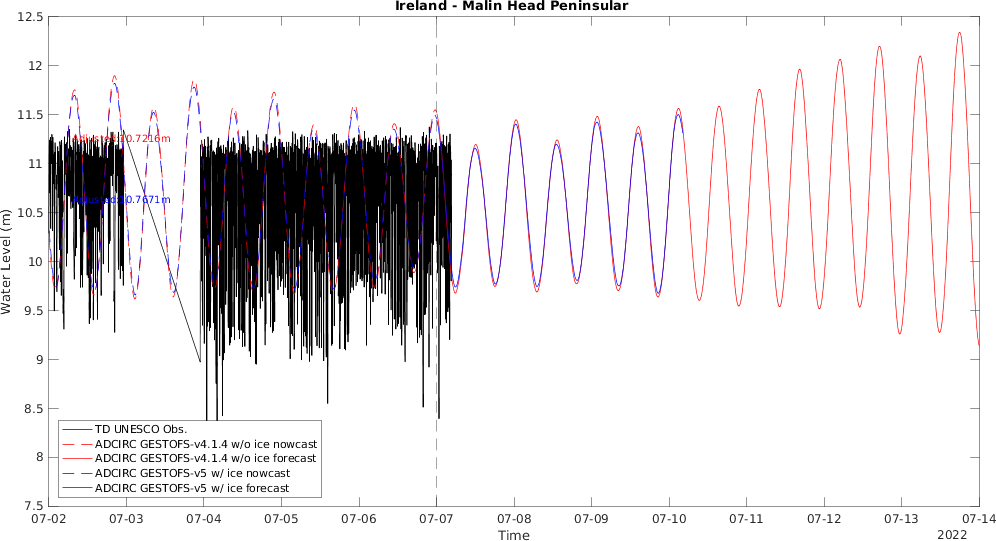 Ireland - Malin Head Peninsular
12.5
12
11.5
11
10.5
10
9.5
9
8.5
8
7.5
Water Level (m)
Adjusted:10.7216m
Adjusted:10.7671m
TD UNESCO Obs.
ADCIRC GESTOFS-v4.1.4 w/o ice nowcast
ADCIRC GESTOFS-v4.1.4 w/o ice forecast
ADCIRC GESTOFS-v5 w/ ice nowcast
ADCIRC GESTOFS-v5 w/ ice forecast
07-02 07-03 07-04 07-05 07-06 07-07 07-08 07-09 07-10 07-11 07-12 07-13 07-14
Time
2022